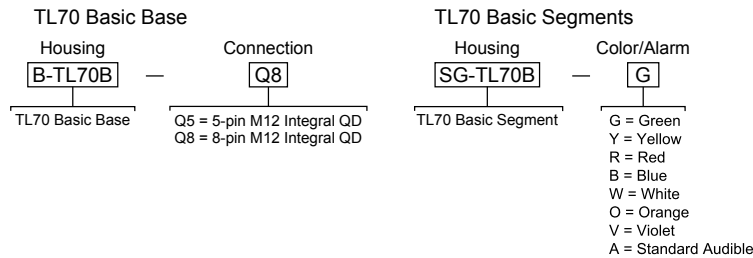 TL70 Basic Base
Housing
Connection
B-TL70B
—
Q8
TL70 Basic Base
Q5 = 5-pin M12 Integral QD
Q8 = 8-pin M12 Integral QD
TL70 Basic Segments
Housing
Color/Alarm
SG-TL70B
—
G
TL70 Basic Segment
G = Green
Y = Yellow
R = Red
B = Blue
W = White
O = Orange
V = Violet
A = Standard Audible